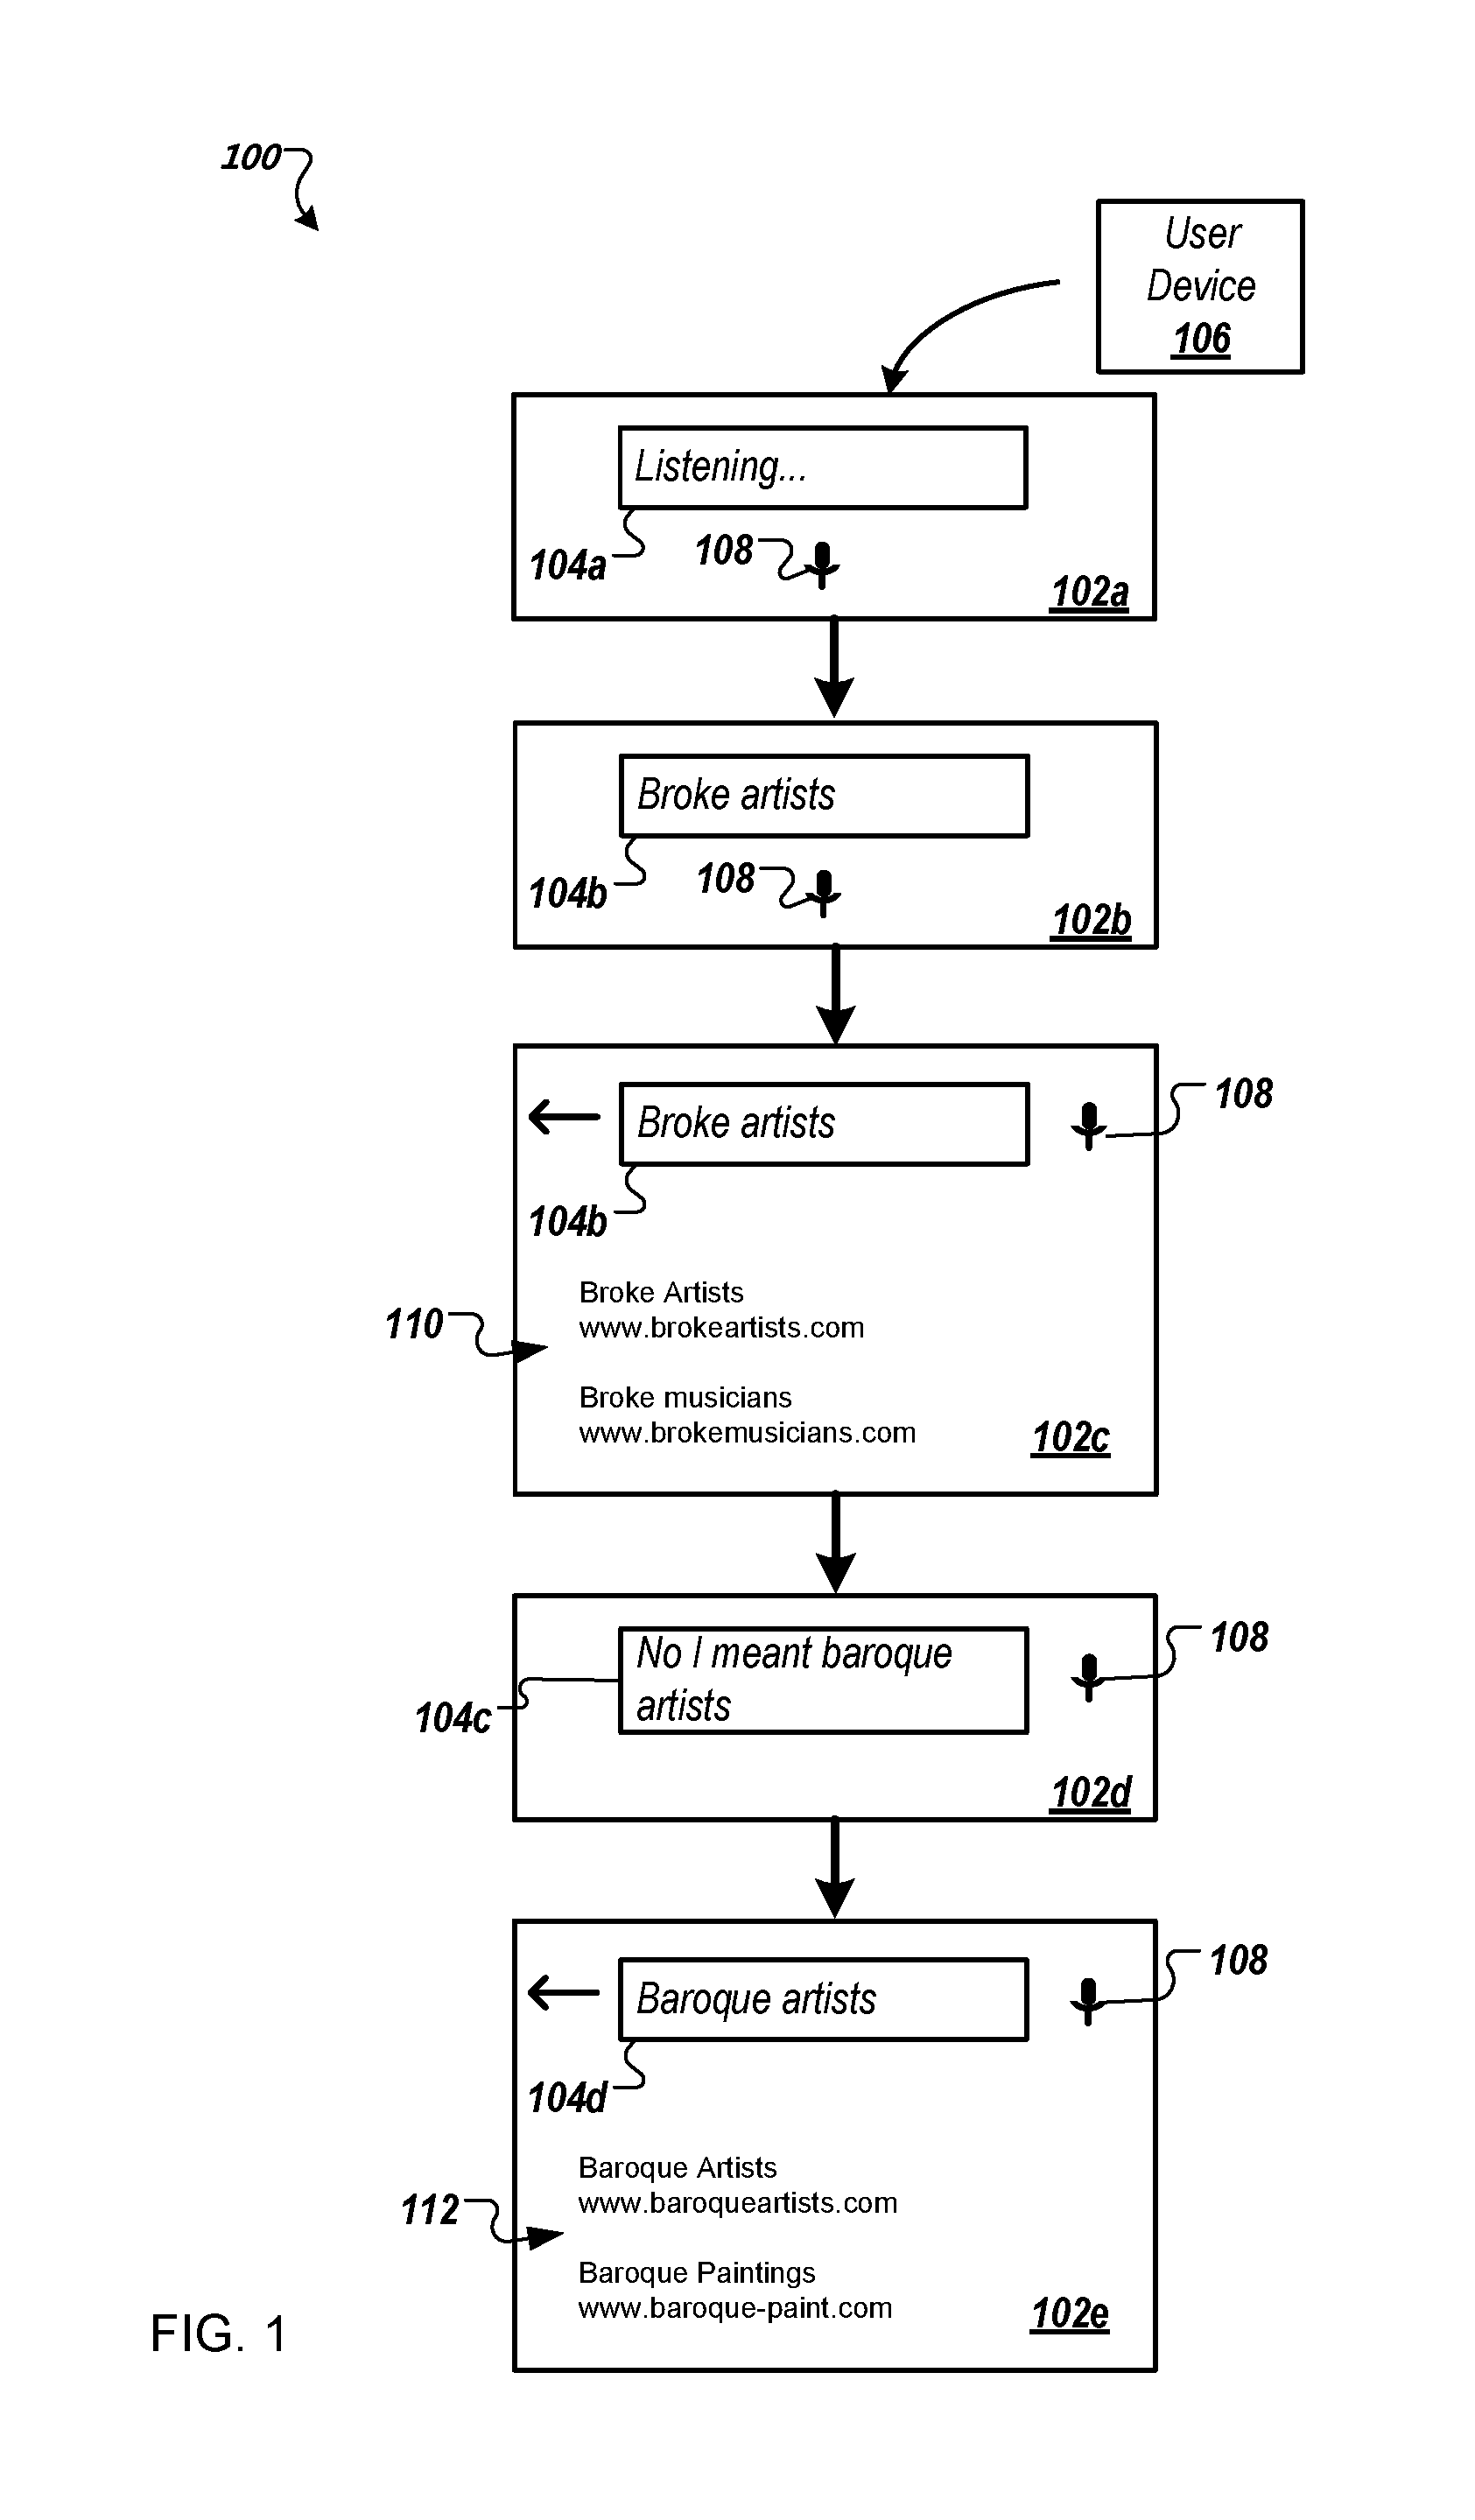 100
User
Device
106
Listening...
104a
108
102a
Broke artists
104b
108
102b
Broke artists
108
104b
Broke Artists
www.brokeartists.com
110
Broke musicians
www.brokemusicians.com
102c
No I meant baroque
artists
108
104c
102d
Baroque artists
108
104d
Baroque Artists
www.baroqueartists.com
112
Baroque Paintings
www.baroque-paint.com
102e
FIG. 1